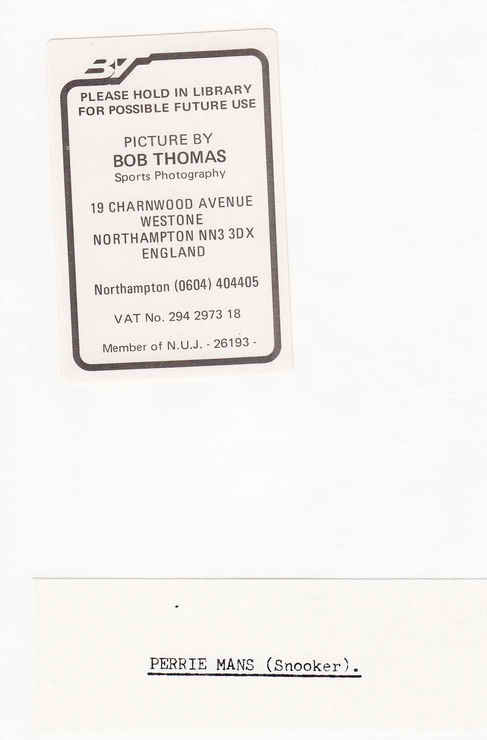 BT
PLEASE HOLD IN LIBRARY
FOR POSSIBLE FUTURE USE
PICTURE BY
BOB THOMAS
Sports Photography
19 CHARNWOOD AVENUE
WESTONE
NORTHAMPTON NN3 3DX
ENGLAND
Northampton (0604) 404405
VAT No. 294 2973 18
Member of N.U.J. - 26193 -
PERRIE MANS (Snooker).